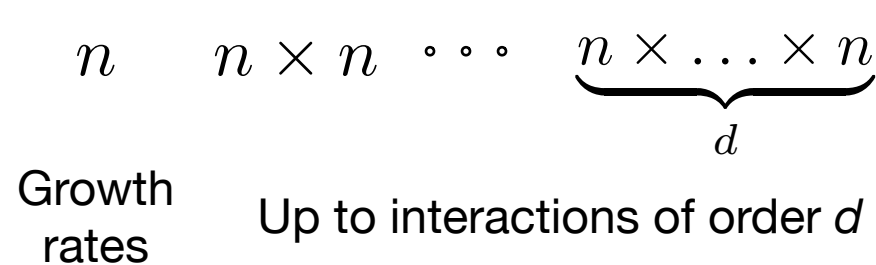 n n × n ∘ ∘ ∘ n × . . . × n
d
Growth
rates
Up to interactions of order d